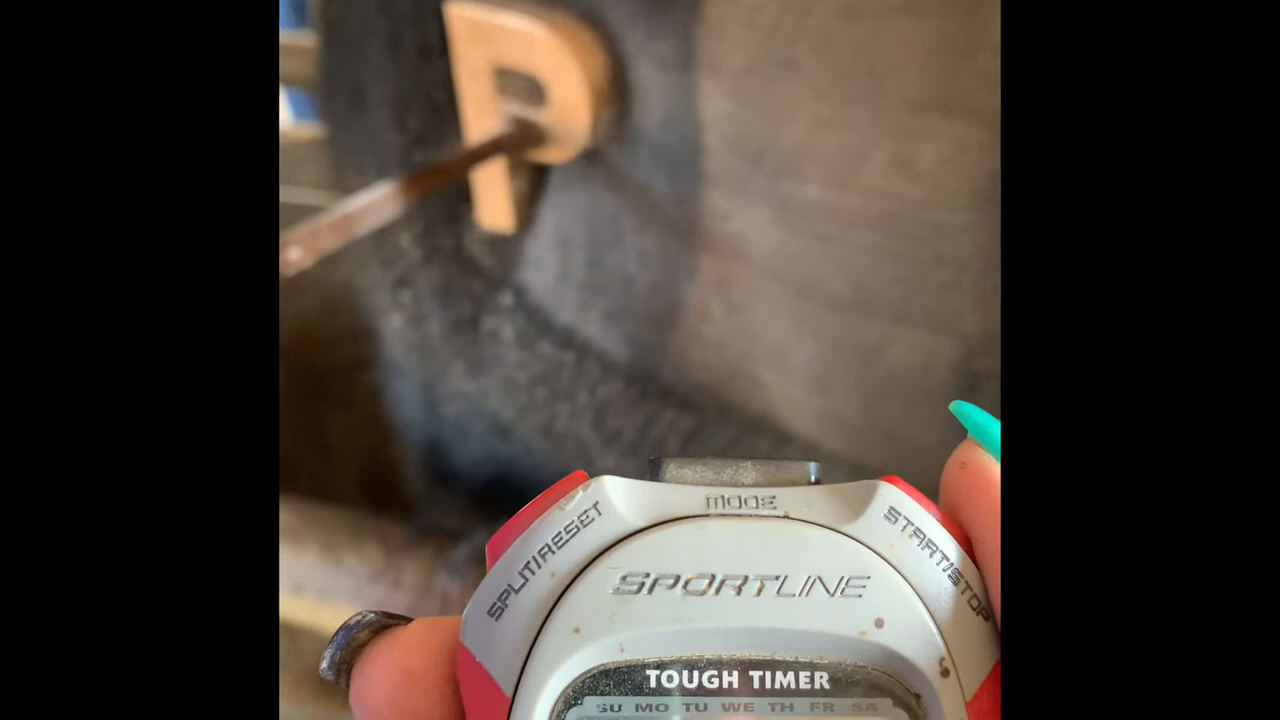 P
MODE
SPLIT/RESET
START/STOP
SPORTLINE
TOUGH TIMER
SU MO TU WE TH FR SA